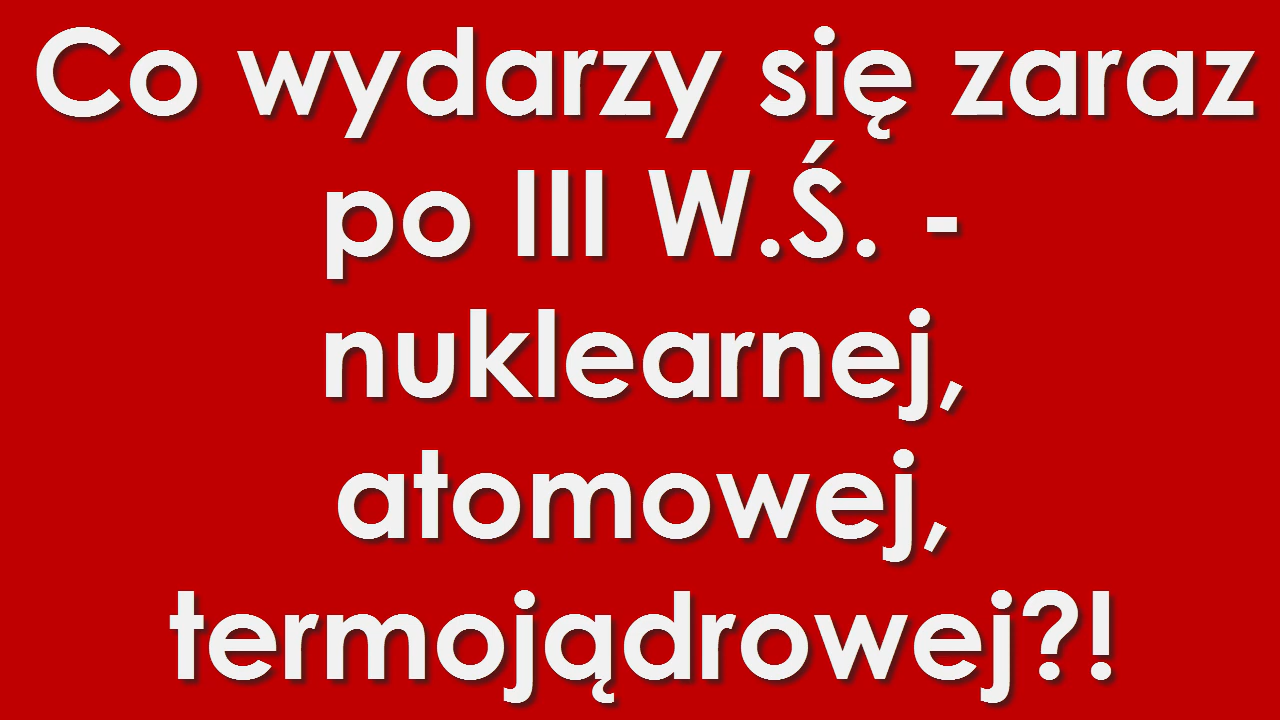 Co wydarzy się zaraz
po III W.Ś. -
nuklearnej,
atomowej,
termojądrowej?!